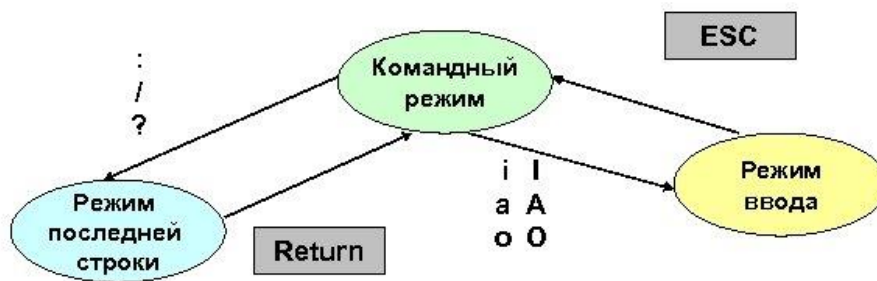 ESC
Командный
режим
:
/
?
i I
a A
o O
Режим
ввода
Режим
последней
строки
Return